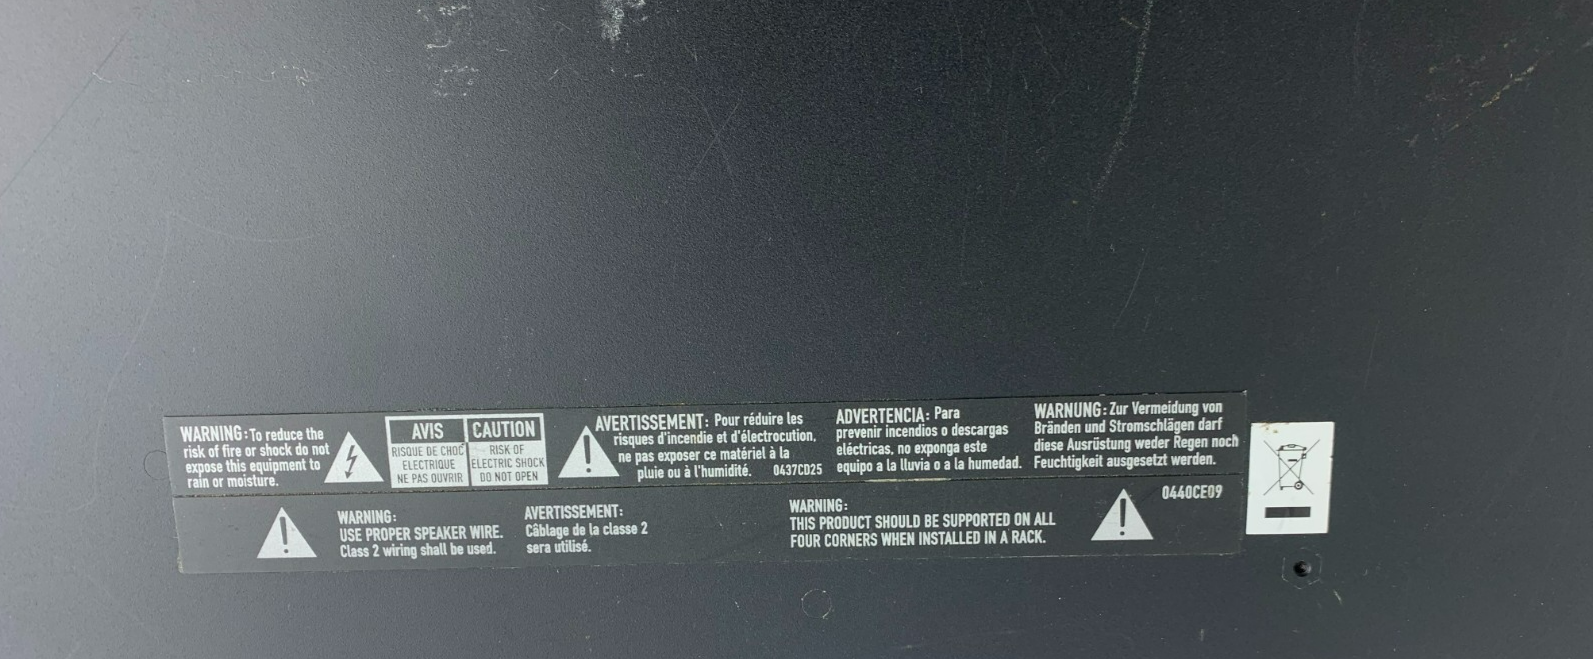 WARNING: To reduce the
risk of fire or shock do not
expose this equipment to
rain or moisture.
AVIS
RISQUE DE CHOC
ELECTRIQUE
NE PAS OUVRIR
CAUTION
RISK OF
ELECTRIC SHOCK
DO NOT OPEN
AVERTISSEMENT: Pour réduire les
risques d'incendie et d'électrocution,
ne pas exposer ce matériel à la
pluie ou à l'humidité. 0437CD25
ADVERTENCIA: Para
prevenir incendios o descargas
eléctricas, no exponga este
equipo a la lluvia o a la humedad.
WARNUNG: Zur Vermeidung von
Bränden und Stromschlägen darf
diese Ausrüstung weder Regen noch
Feuchtigkeit ausgesetzt werden.
WARNING:
USE PROPER SPEAKER WIRE.
Class 2 wiring shall be used.
AVERTISSEMENT:
Câblage de la classe 2
sera utilisé.
WARNING:
THIS PRODUCT SHOULD BE SUPPORTED ON ALL
FOUR CORNERS WHEN INSTALLED IN A RACK.
0440CE09